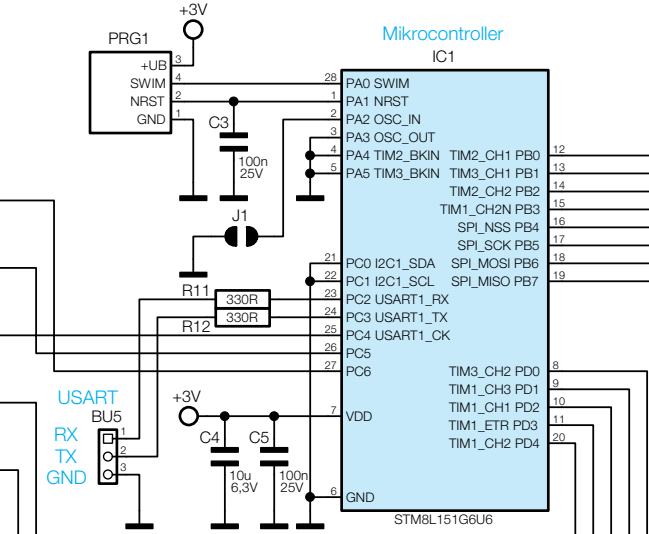 +3V
Mikrocontroller
PRG1
IC1
+UB 3
SWIM 4
NRST 2
GND 1
28 PA0 SWIM
1 PA1 NRST
2 PA2 OSC_IN
3 PA3 OSC_OUT
4 PA4 TIM2_BKIN
5 PA5 TIM3_BKIN
C3
100n
25V
TIM2_CH1 PB0 12
TIM3_CH1 PB1 13
TIM2_CH2 PB2 14
TIM1_CH2N PB3 15
SPI_NSS PB4 16
SPI_SCK PB5 17
SPI_MOSI PB6 18
SPI_MISO PB7 19
J1
21 PC0 I2C1_SDA
22 PC1 I2C1_SCL
23 PC2 USART1_RX
24 PC3 USART1_TX
25 PC4 USART1_CK
26 PC5
27 PC6
R11 330R
R12 330R
TIM3_CH2 PD0 8
TIM1_CH3 PD1 9
TIM1_CH1 PD2 10
TIM1_ETR PD3 11
TIM1_CH2 PD4 20
USART
BU5
RX 1
TX 2
GND 3
+3V
7 VDD
C4
10u
6,3V
C5
100n
25V
6 GND
STM8L151G6U6